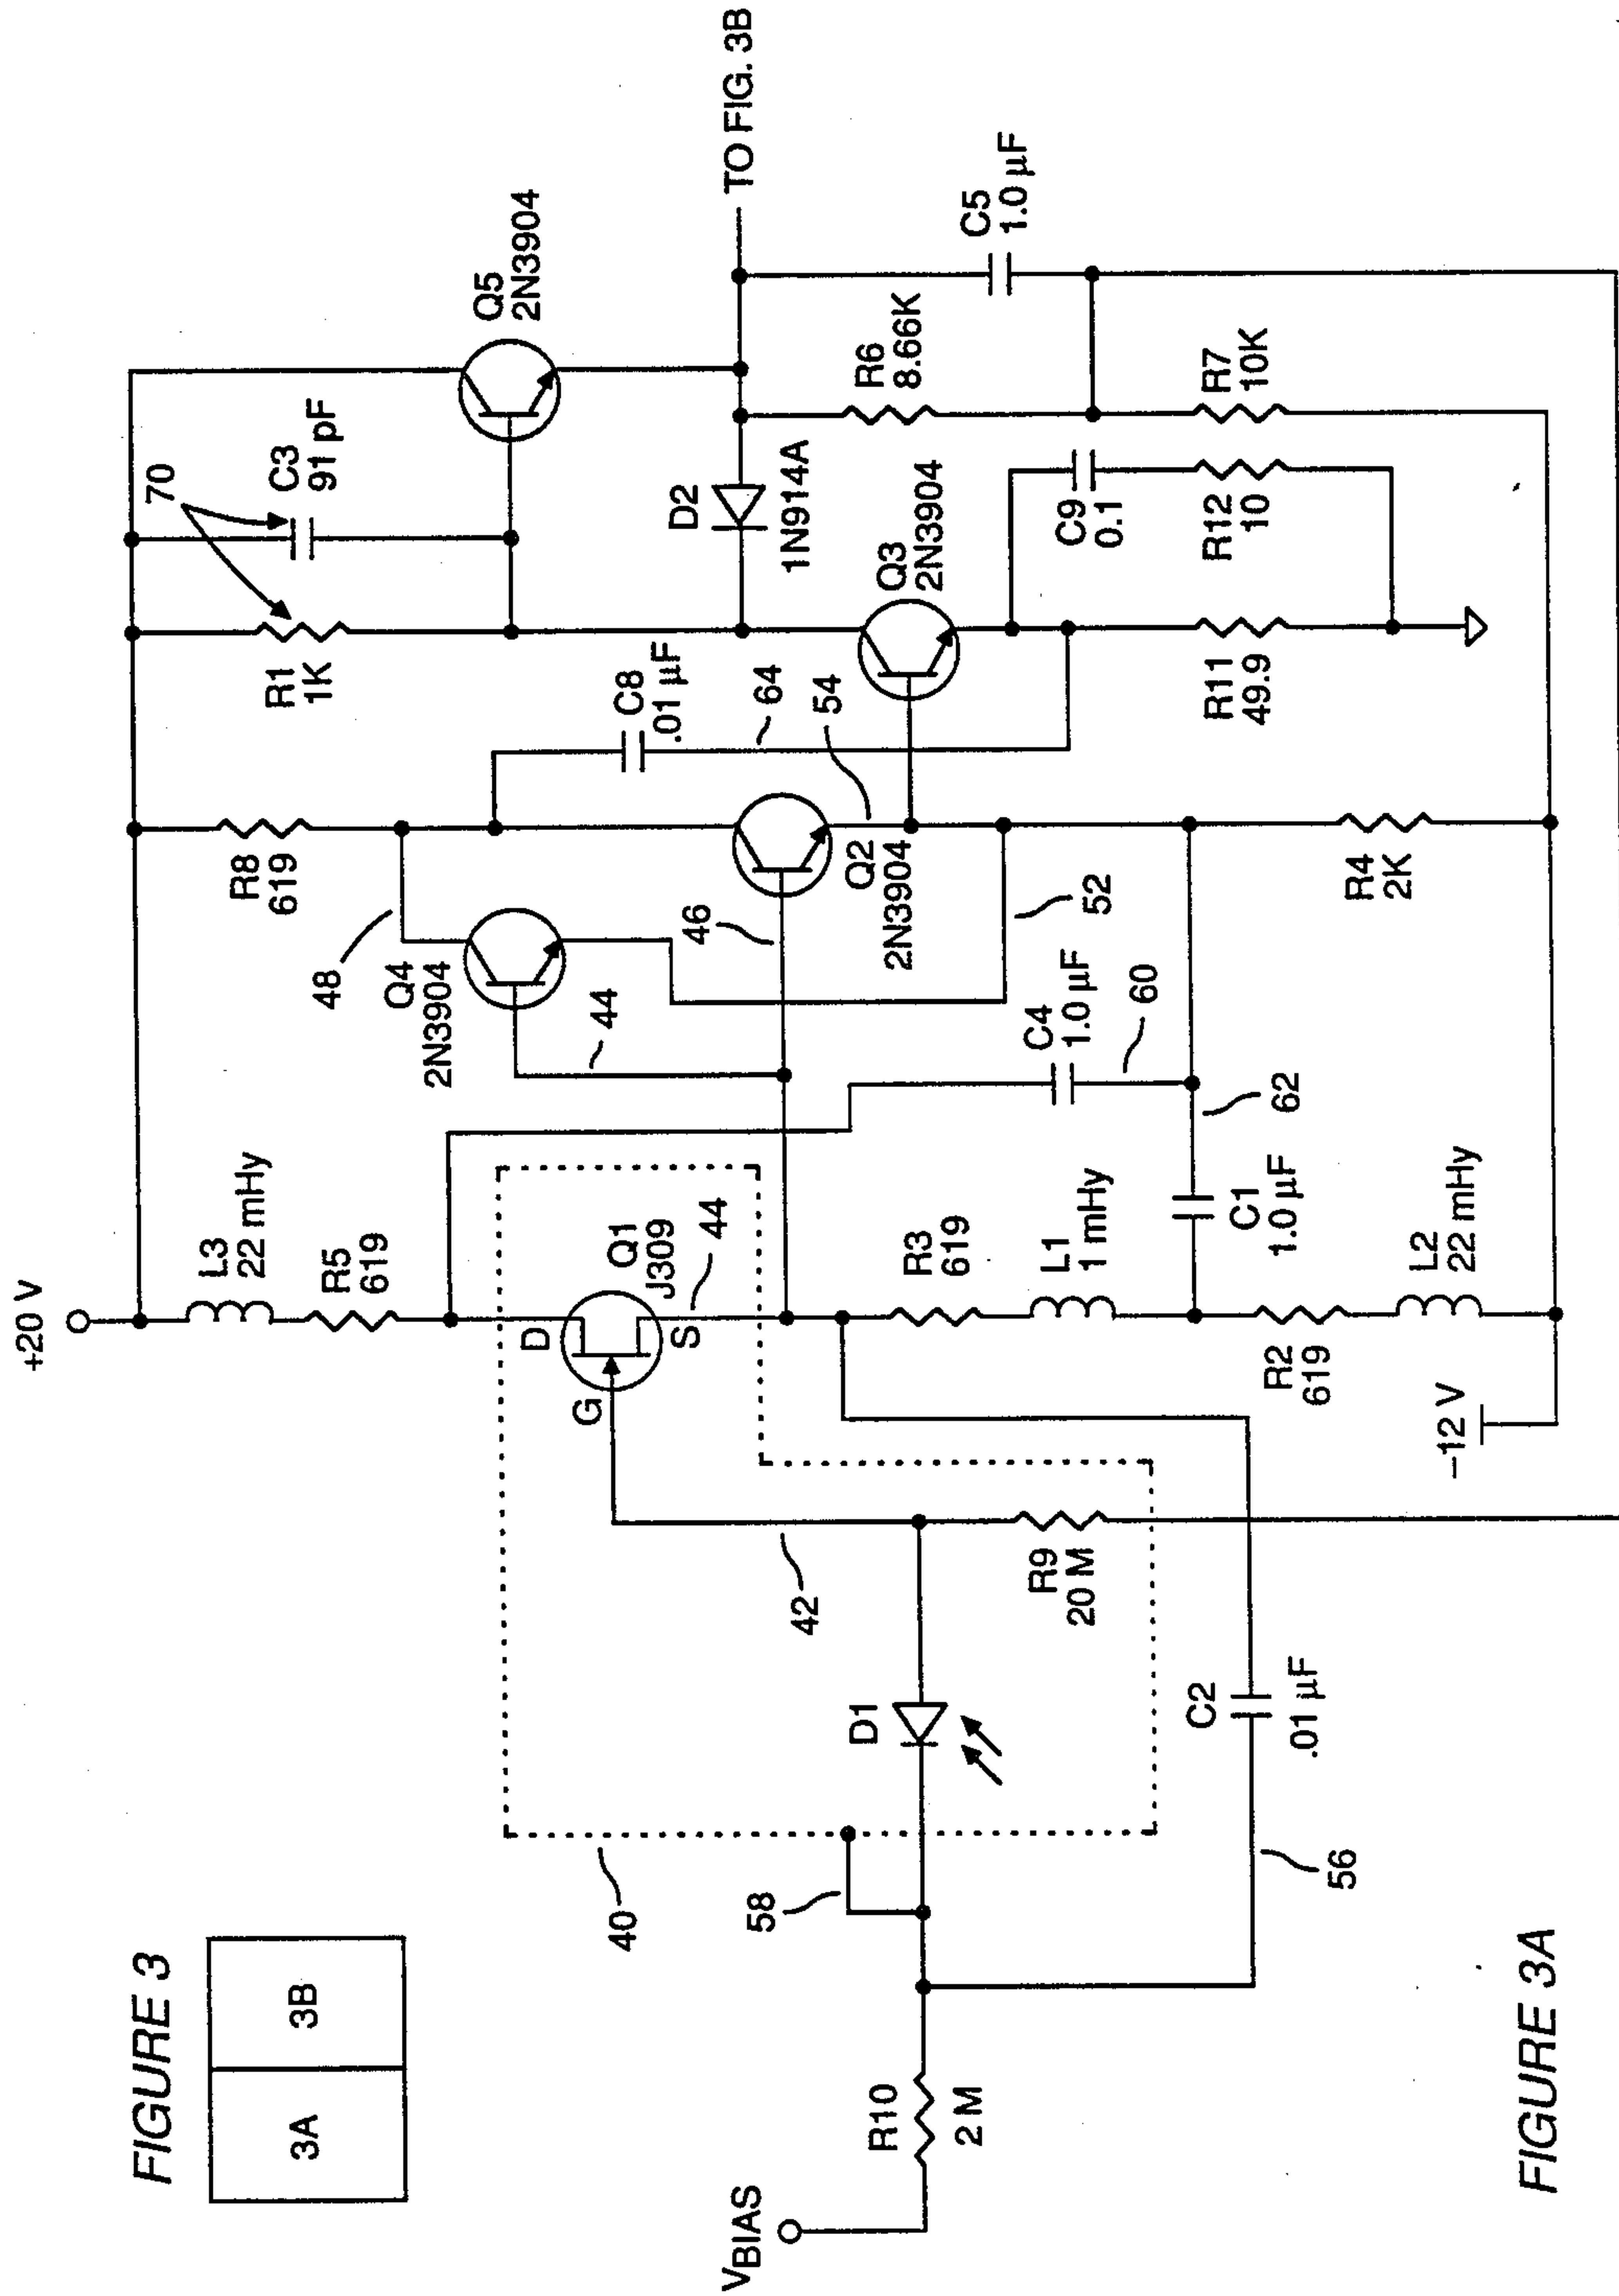 FIGURE 3
3A
3B
+20 V
L3
22 mHy
R5
619
48
R8
619
Q4
2N3904
44
R1
1K
70
C3
91 pF
Q5
2N3904
C8
.01 µF
64
54
D2
1N914A
TO FIG. 3B
D
Q1
J309
G
S
44
46
Q2
2N3904
Q3
2N3904
R6
8.66K
C5
1.0 µF
40
58
D1
42
R9
20 M
R3
619
L1
1 mHy
C4
1.0 µF
60
52
C9
0.1
VBIAS
R10
2 M
C2
.01 µF
56
C1
1.0 µF
62
R2
619
L2
22 mHy
R4
2K
R11
49.9
R12
10
R7
10K
–12 V
FIGURE 3A